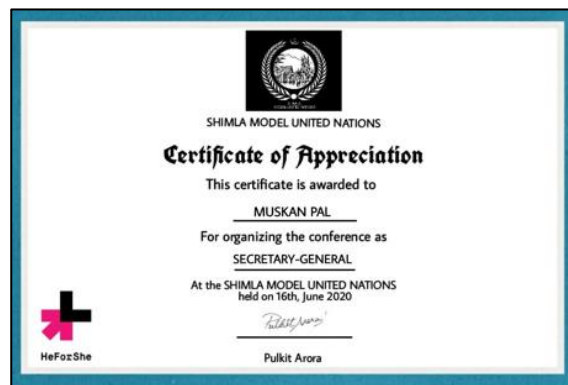 SHIMLA MODEL UNITED NATIONS
Certificate of Appreciation
This certificate is awarded to
MUSKAN PAL
For organizing the conference as
SECRETARY-GENERAL
At the SHIMLA MODEL UNITED NATIONS
held on 16th, June 2020
Pulkit Arora
Pulkit Arora
HeForShe